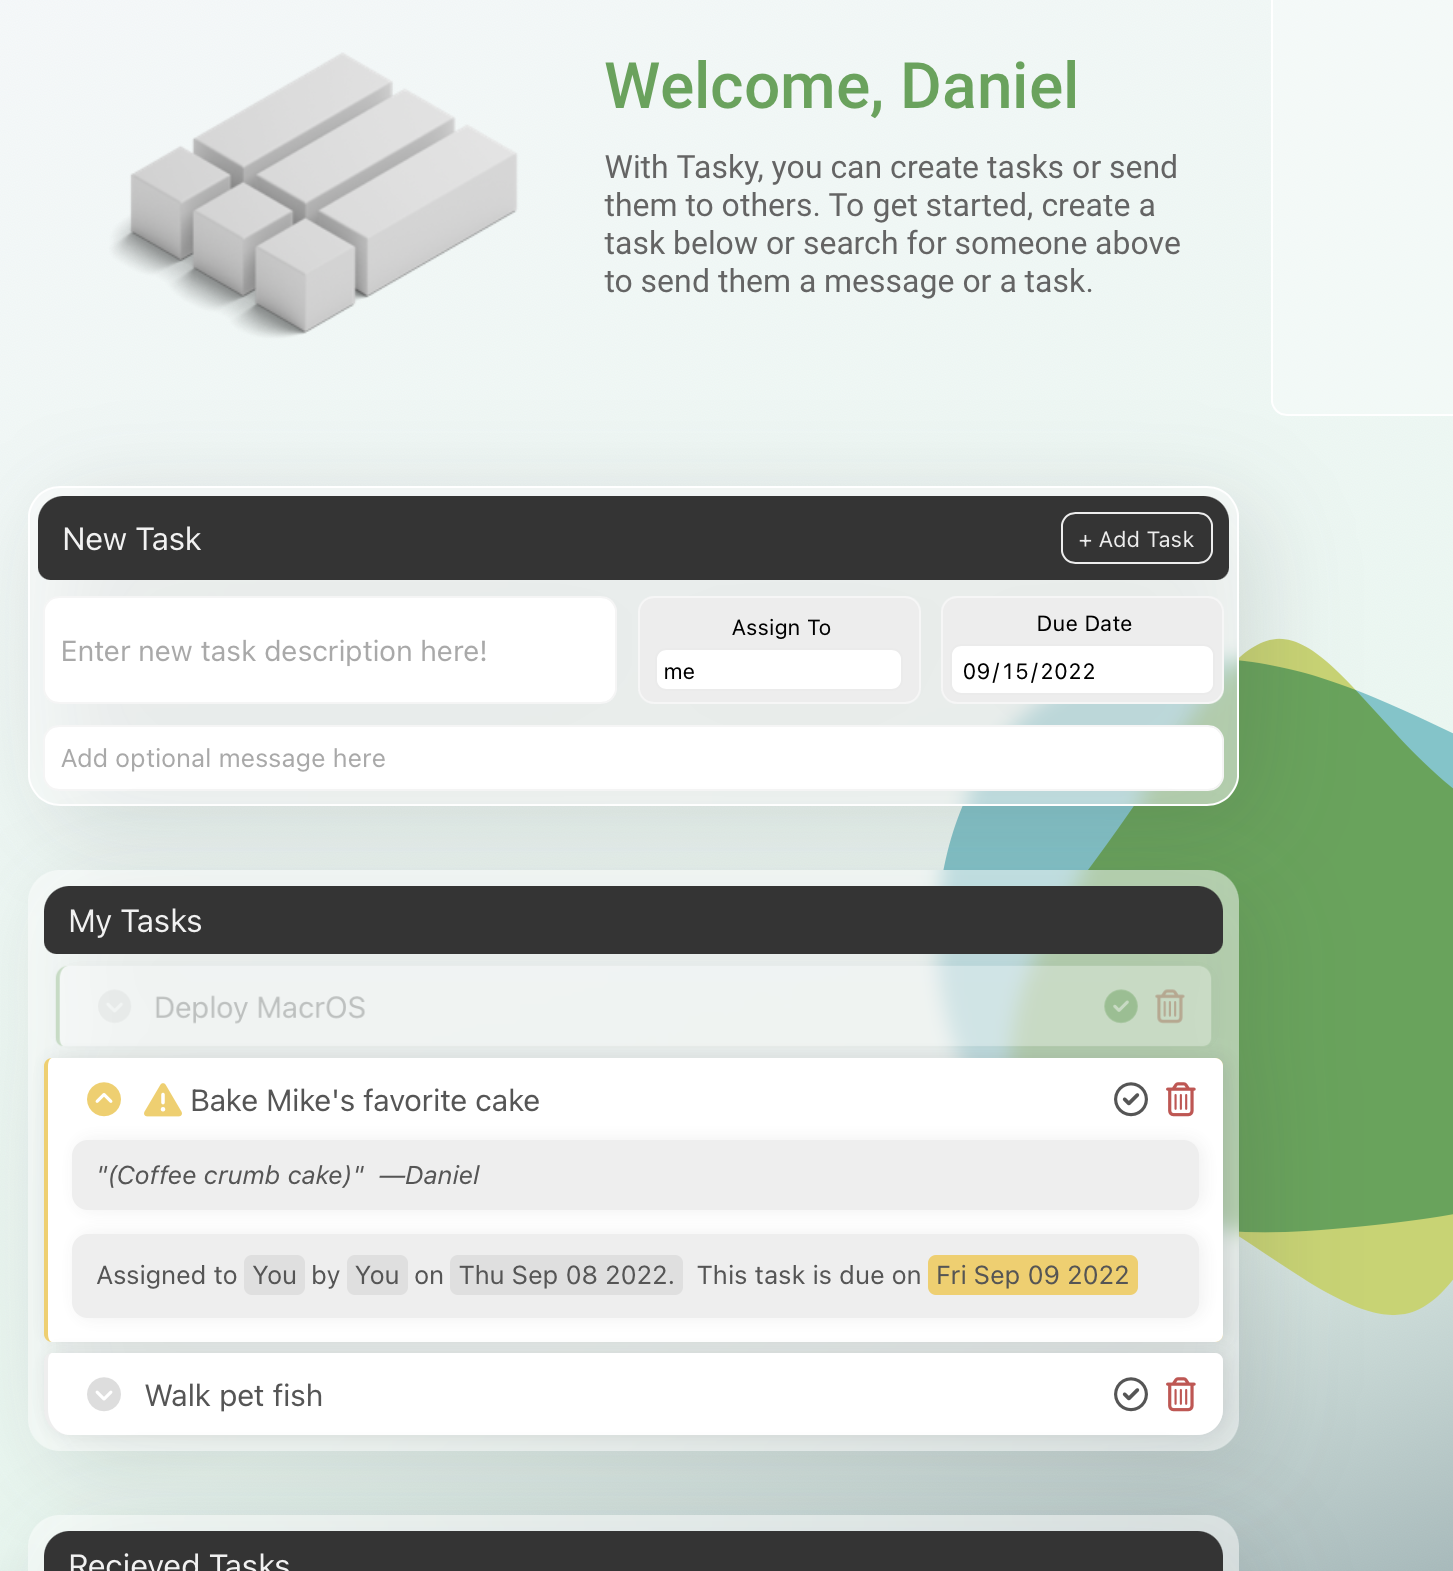 Welcome, Daniel
With Tasky, you can create tasks or send
them to others. To get started, create a
task below or search for someone above
to send them a message or a task.
New Task
+ Add Task
Enter new task description here!
Assign To
me
Due Date
09/15/2022
Add optional message here
My Tasks
Deploy MacrOS
Bake Mike's favorite cake
"(Coffee crumb cake)" —Daniel
Assigned to You by You on Thu Sep 08 2022. This task is due on Fri Sep 09 2022
Walk pet fish
Recieved Tasks